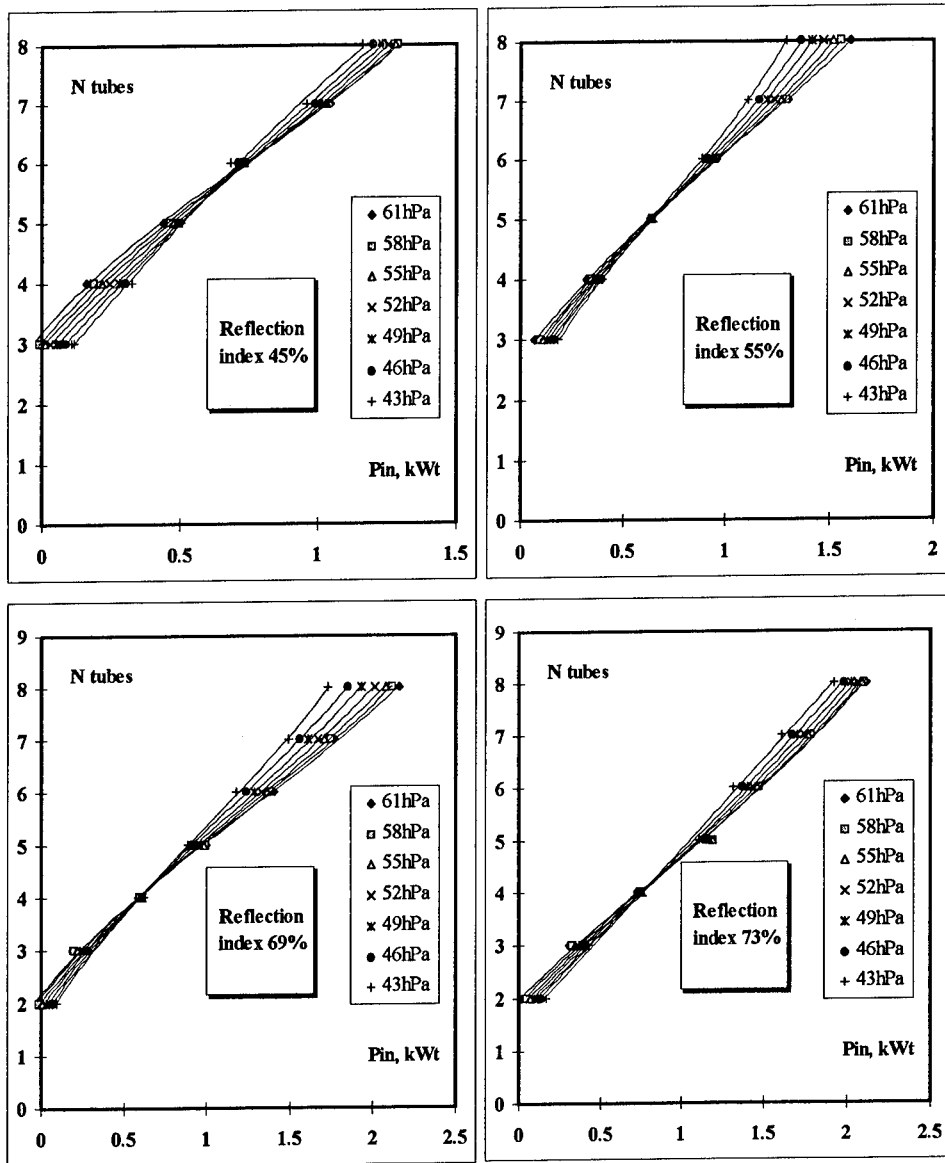 8
7
6
5
4
3
2
1
0
N tubes
61hPa
58hPa
55hPa
52hPa
49hPa
46hPa
43hPa
Reflection
index 45%
Pin, kWt
0
0.5
1
1.5
8
7
6
5
4
3
2
1
0
N tubes
61hPa
58hPa
55hPa
52hPa
49hPa
46hPa
43hPa
Reflection
index 55%
Pin, kWt
0
0.5
1
1.5
2
9
8
7
6
5
4
3
2
1
0
N tubes
61hPa
58hPa
55hPa
52hPa
49hPa
46hPa
43hPa
Reflection
index 69%
Pin, kWt
0
0.5
1
1.5
2
2.5
9
8
7
6
5
4
3
2
1
0
N tubes
61hPa
58hPa
55hPa
52hPa
49hPa
46hPa
43hPa
Reflection
index 73%
Pin, kWt
0
0.5
1
1.5
2
2.5